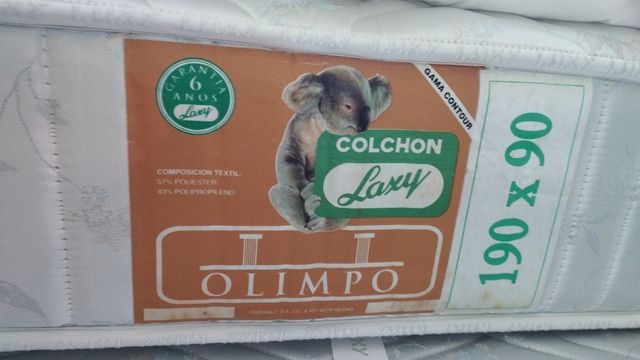 GARANTIA
6
AÑOS
Laxy
GAMA CONTOUR
COLCHON
Laxy
COMPOSICION TEXTIL:
57% POLIESTER
43% POLIPROPILENO
OLIMPO
190 x 90